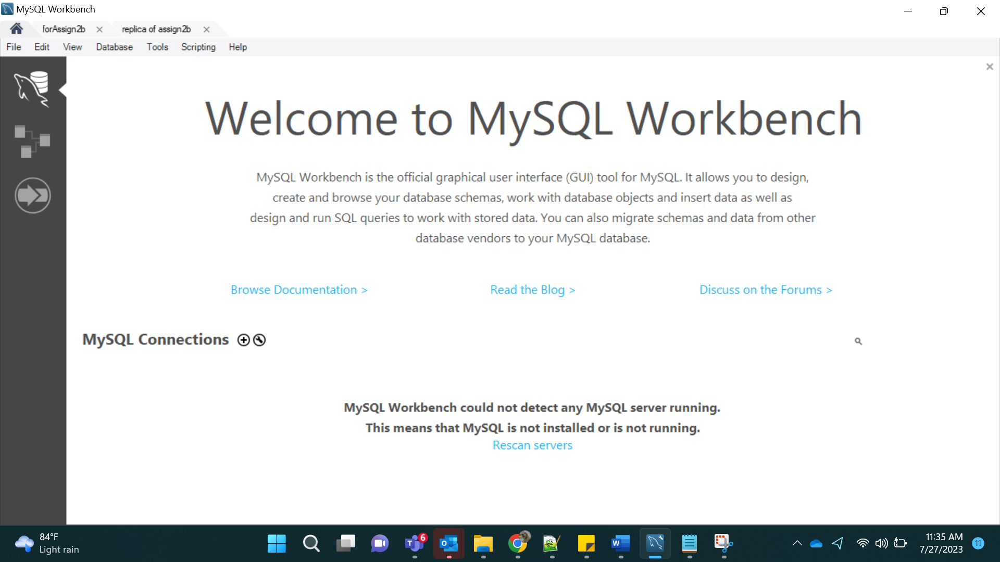 MySQL Workbench
forAssign2b
replica of assign2b
File Edit View Database Tools Scripting Help
Welcome to MySQL Workbench
MySQL Workbench is the official graphical user interface (GUI) tool for MySQL. It allows you to design,
create and browse your database schemas, work with database objects and insert data as well as
design and run SQL queries to work with stored data. You can also migrate schemas and data from other
database vendors to your MySQL database.
Browse Documentation >
Read the Blog >
Discuss on the Forums >
MySQL Connections
MySQL Workbench could not detect any MySQL server running.
This means that MySQL is not installed or is not running.
Rescan servers
84°F
Light rain
T
6
O
W
11:35 AM
7/27/2023
11